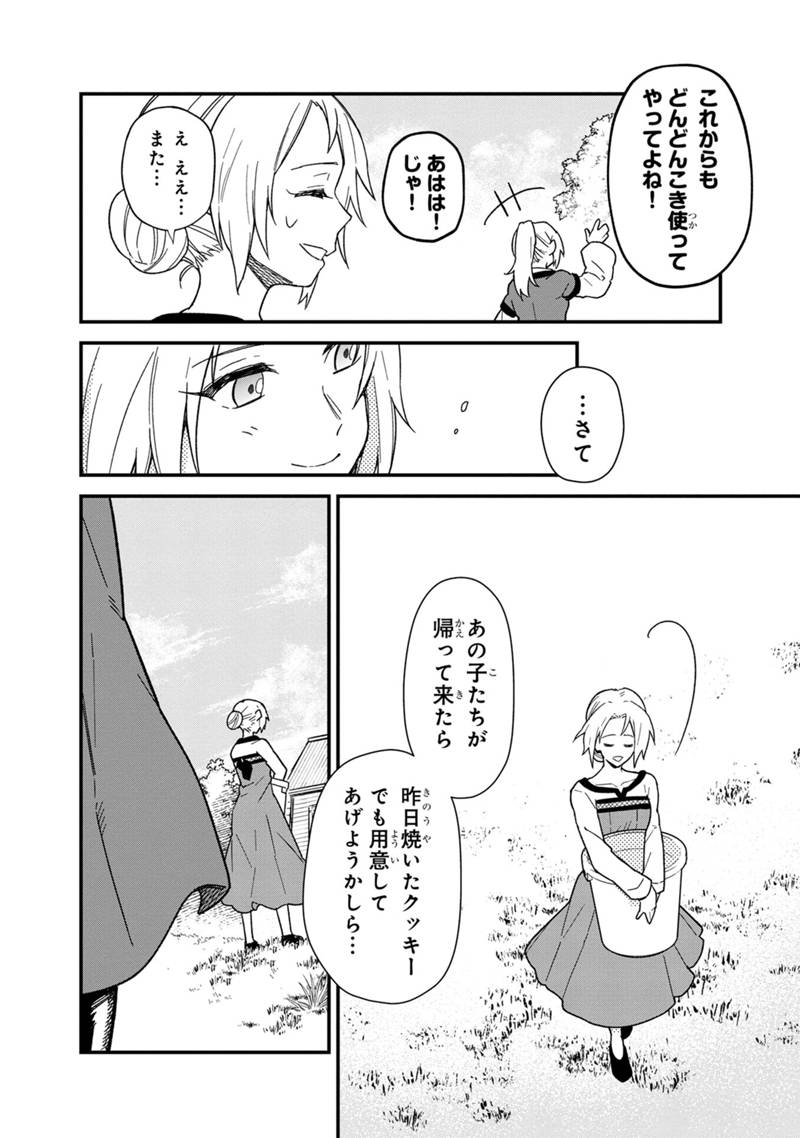 これからも
どんどんこき使って
やってよね！
あはは！
じゃ！
え ええ…
また…
…さて
あの子たちが
帰って来たら
昨日焼いたクッキー
でも用意して
あげようかしら…